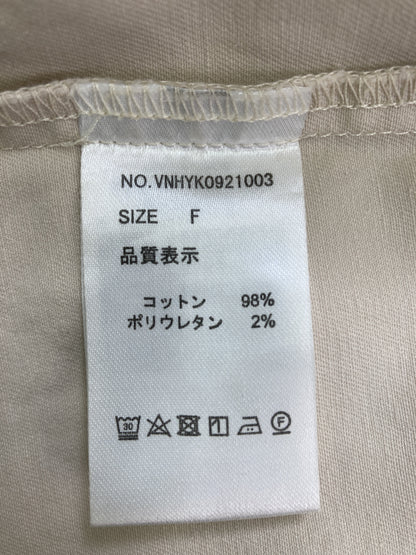 NO.VNHYK0921003
SIZE F
品質表示
コットン 98%
ポリウレタン 2%
30 F